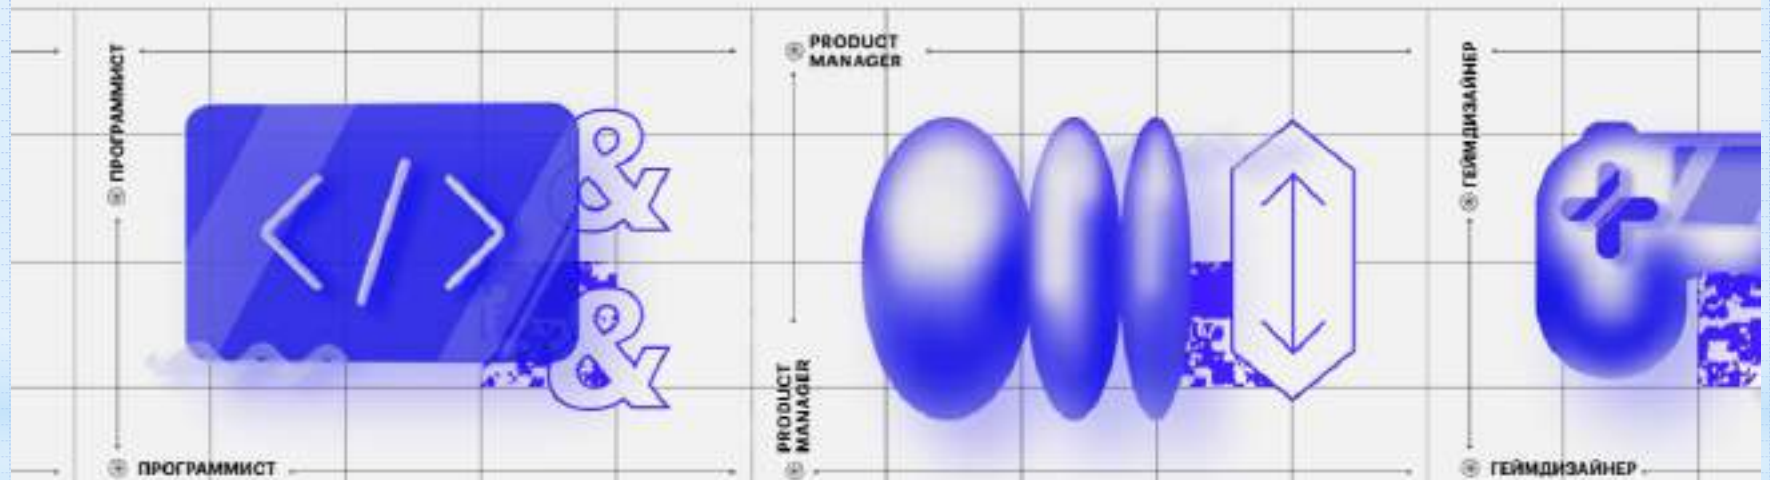 ПРОГРАММИСТ
</>
&
&
ПРОГРАММИСТ
PRODUCT
MANAGER
PRODUCT
MANAGER
ГЕЙМДИЗАЙНЕР
ГЕЙМДИЗАЙНЕР